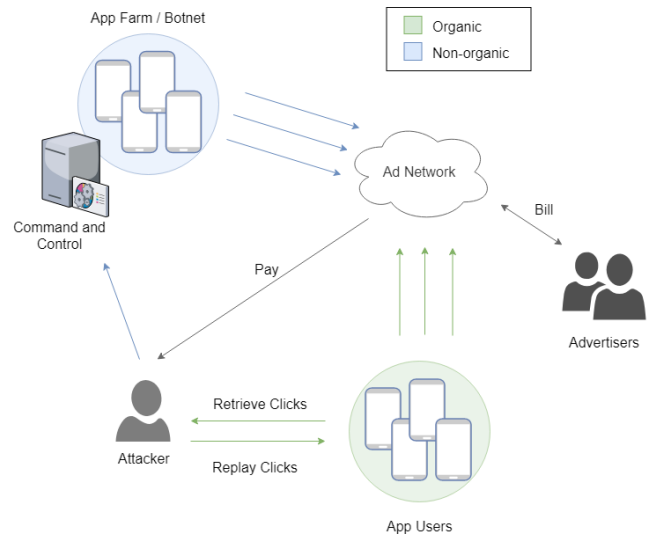 App Farm / Botnet
Organic
Non-organic
Ad Network
Command and
Control
Bill
Pay
Advertisers
Retrieve Clicks
Attacker
Replay Clicks
App Users